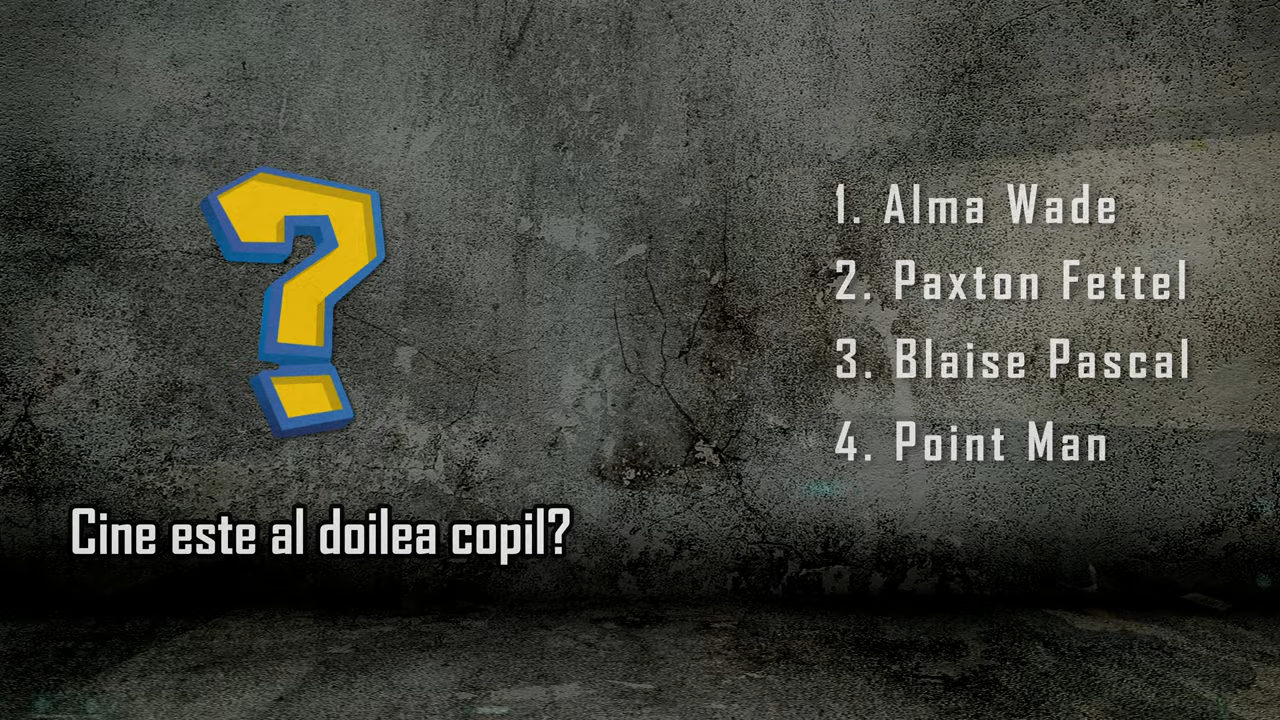 1. Alma Wade
2. Paxton Fettel
3. Blaise Pascal
4. Point Man
Cine este al doilea copil?